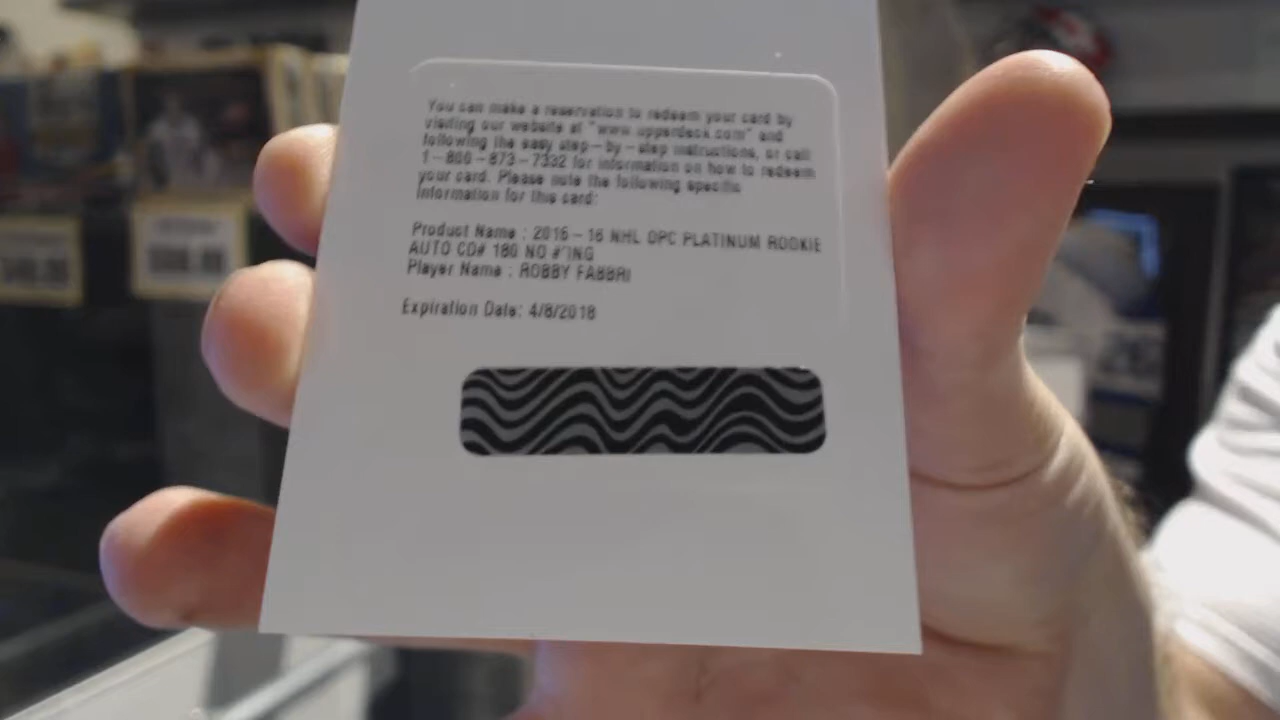 You can make a reservation to redeem your card by
visiting our website at "www.upperdeck.com" and
following the easy step-by-step instructions, or call
1-800-873-7332 for information on how to redeem
your card. Please note the following specific
information for this card:
Product Name : 2015-16 NHL OPC PLATINUM ROOKIE
AUTO CD# 180 NO #'ING
Player Name : ROBBY FABBRI
Expiration Date: 4/8/2018